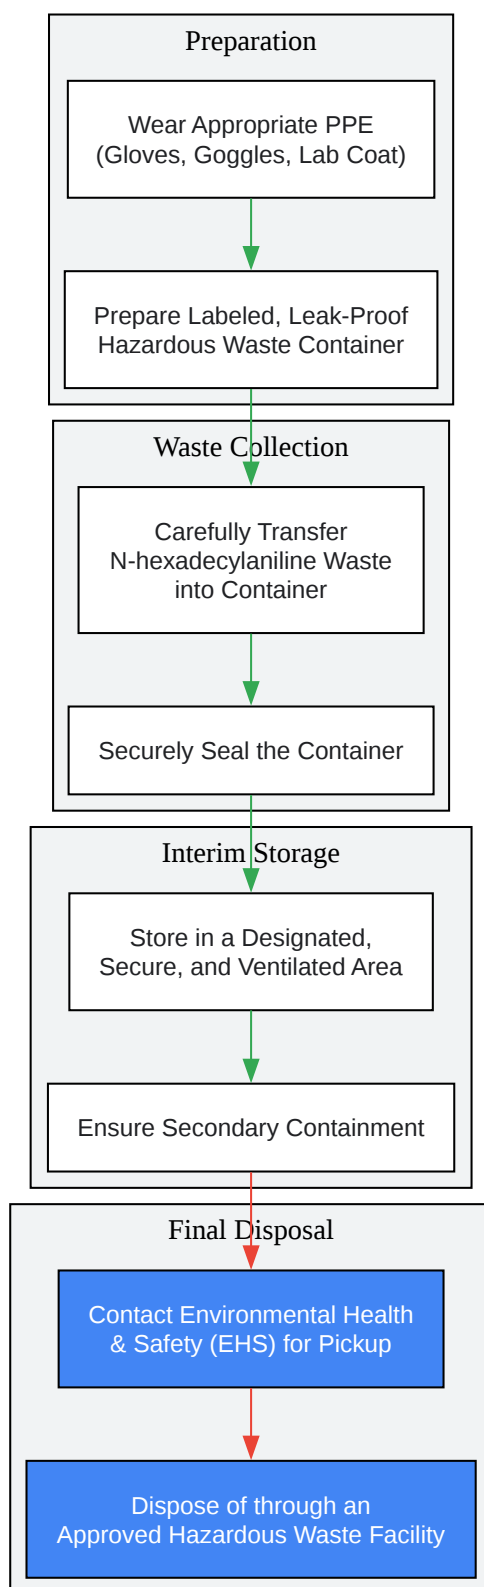 Preparation
Wear Appropriate PPE
(Gloves, Goggles, Lab Coat)
Prepare Labeled, Leak-Proof
Hazardous Waste Container
Waste Collection
Carefully Transfer
N-hexadecylaniline Waste
into Container
Securely Seal the Container
Interim Storage
Store in a Designated,
Secure, and Ventilated Area
Ensure Secondary Containment
Final Disposal
Contact Environmental Health
& Safety (EHS) for Pickup
Dispose of through an
Approved Hazardous Waste Facility